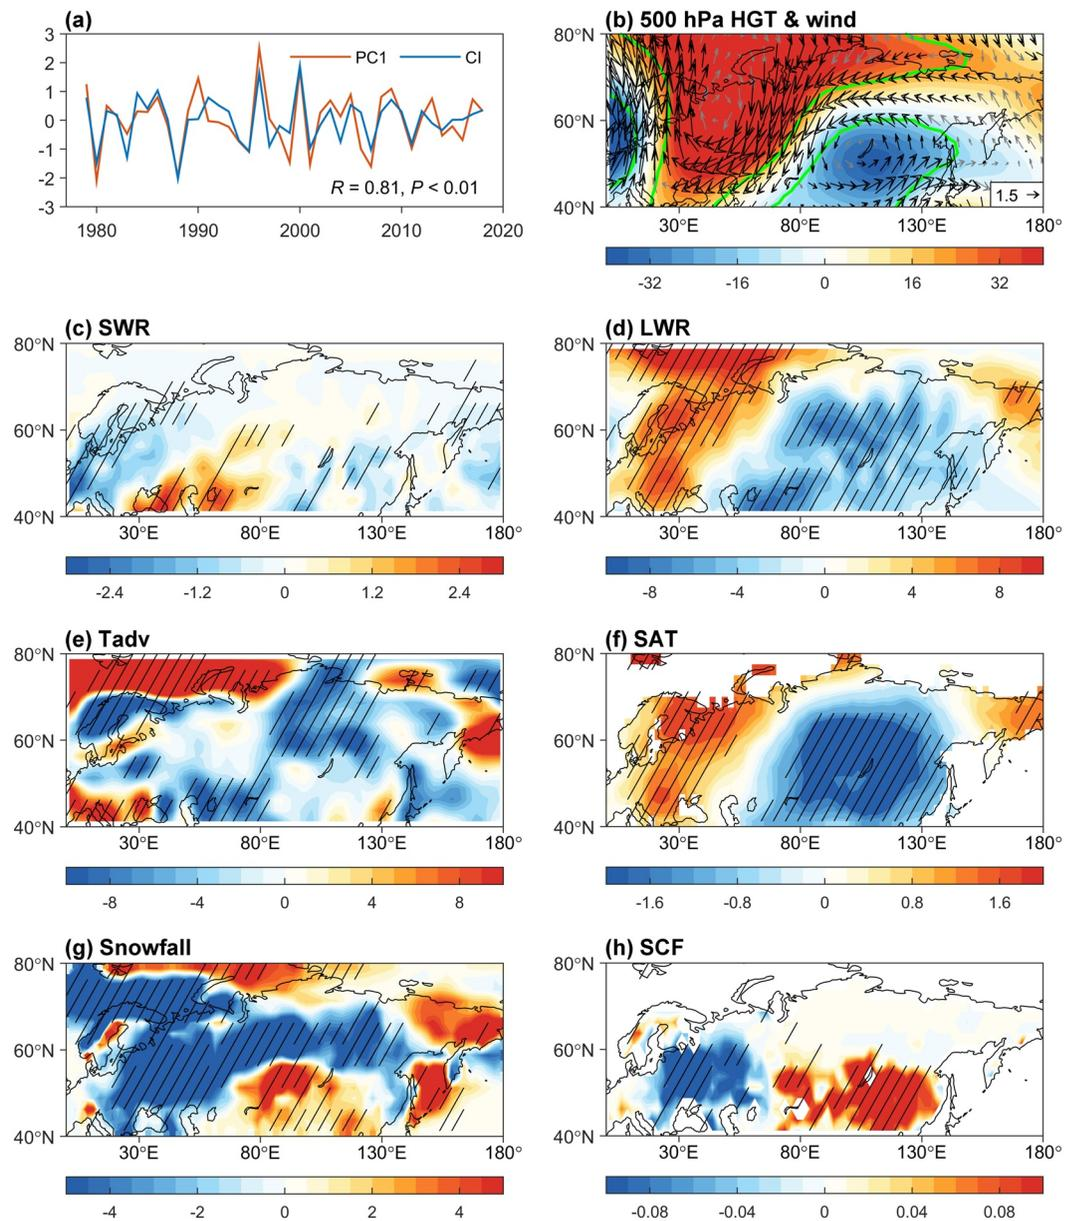 (a)
3
2
1
0
-1
-2
-3
PC1 CI
R = 0.81, P < 0.01
1980 1990 2000 2010 2020
(b) 500 hPa HGT & wind
80°N
60°N
40°N
1.5
30°E 80°E 130°E 180°
-32 -16 0 16 32
(c) SWR
80°N
60°N
40°N
30°E 80°E 130°E 180°
-2.4 -1.2 0 1.2 2.4
(d) LWR
80°N
60°N
40°N
30°E 80°E 130°E 180°
-8 -4 0 4 8
(e) Tadv
80°N
60°N
40°N
30°E 80°E 130°E 180°
-8 -4 0 4 8
(f) SAT
80°N
60°N
40°N
30°E 80°E 130°E 180°
-1.6 -0.8 0 0.8 1.6
(g) Snowfall
80°N
60°N
40°N
30°E 80°E 130°E 180°
-4 -2 0 2 4
(h) SCF
80°N
60°N
40°N
30°E 80°E 130°E 180°
-0.08 -0.04 0 0.04 0.08